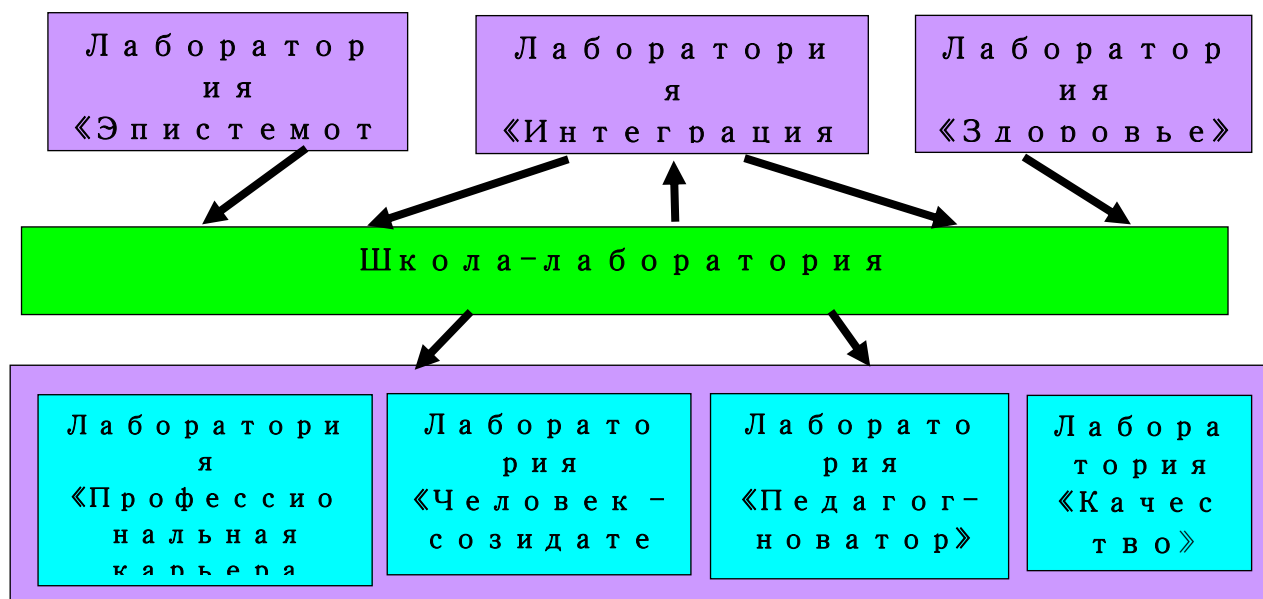 Лаборатор
ия
《Эпистемот
Лаборатори
я
《Интеграция
Лаборатор
ия
《Здоровье》
Школа-лаборатория
Лаборатори
я
《Профессио
нальная
карьера
Лаборато
рия
《Человек -
созидате
Лаборато
рия
《Педагог-
новатор》
Лабора
тория
《Качес
тво》